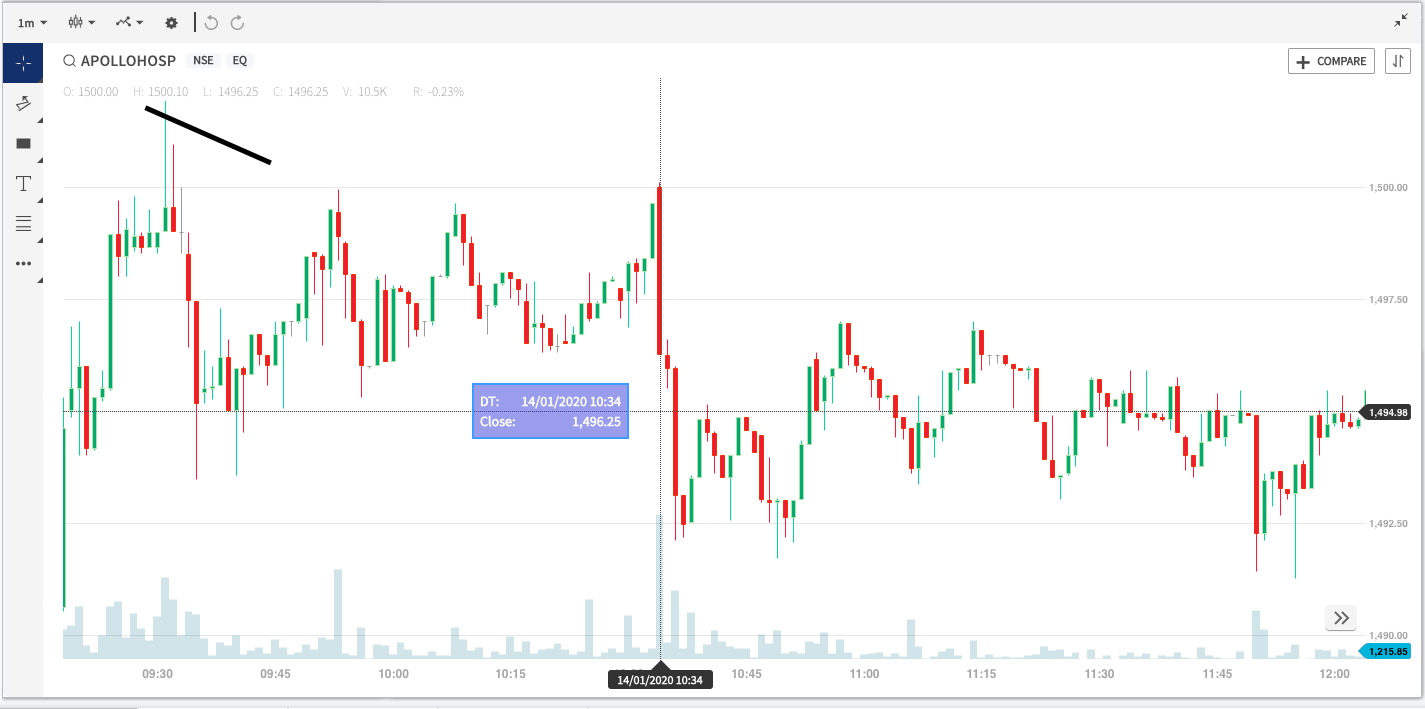 1m
APOLLOHOSP NSE EQ
COMPARE
O: 1500.00 H: 1500.10 L: 1496.25 C: 1496.25 V: 10.5K R: -0.23%
T
1,500.00
1,497.50
DT: 14/01/2020 10:34
Close: 1,496.25
1,494.98
1,492.50
1,490.00
1,215.85
09:30 09:45 10:00 10:15 14/01/2020 10:34 10:45 11:00 11:15 11:30 11:45 12:00